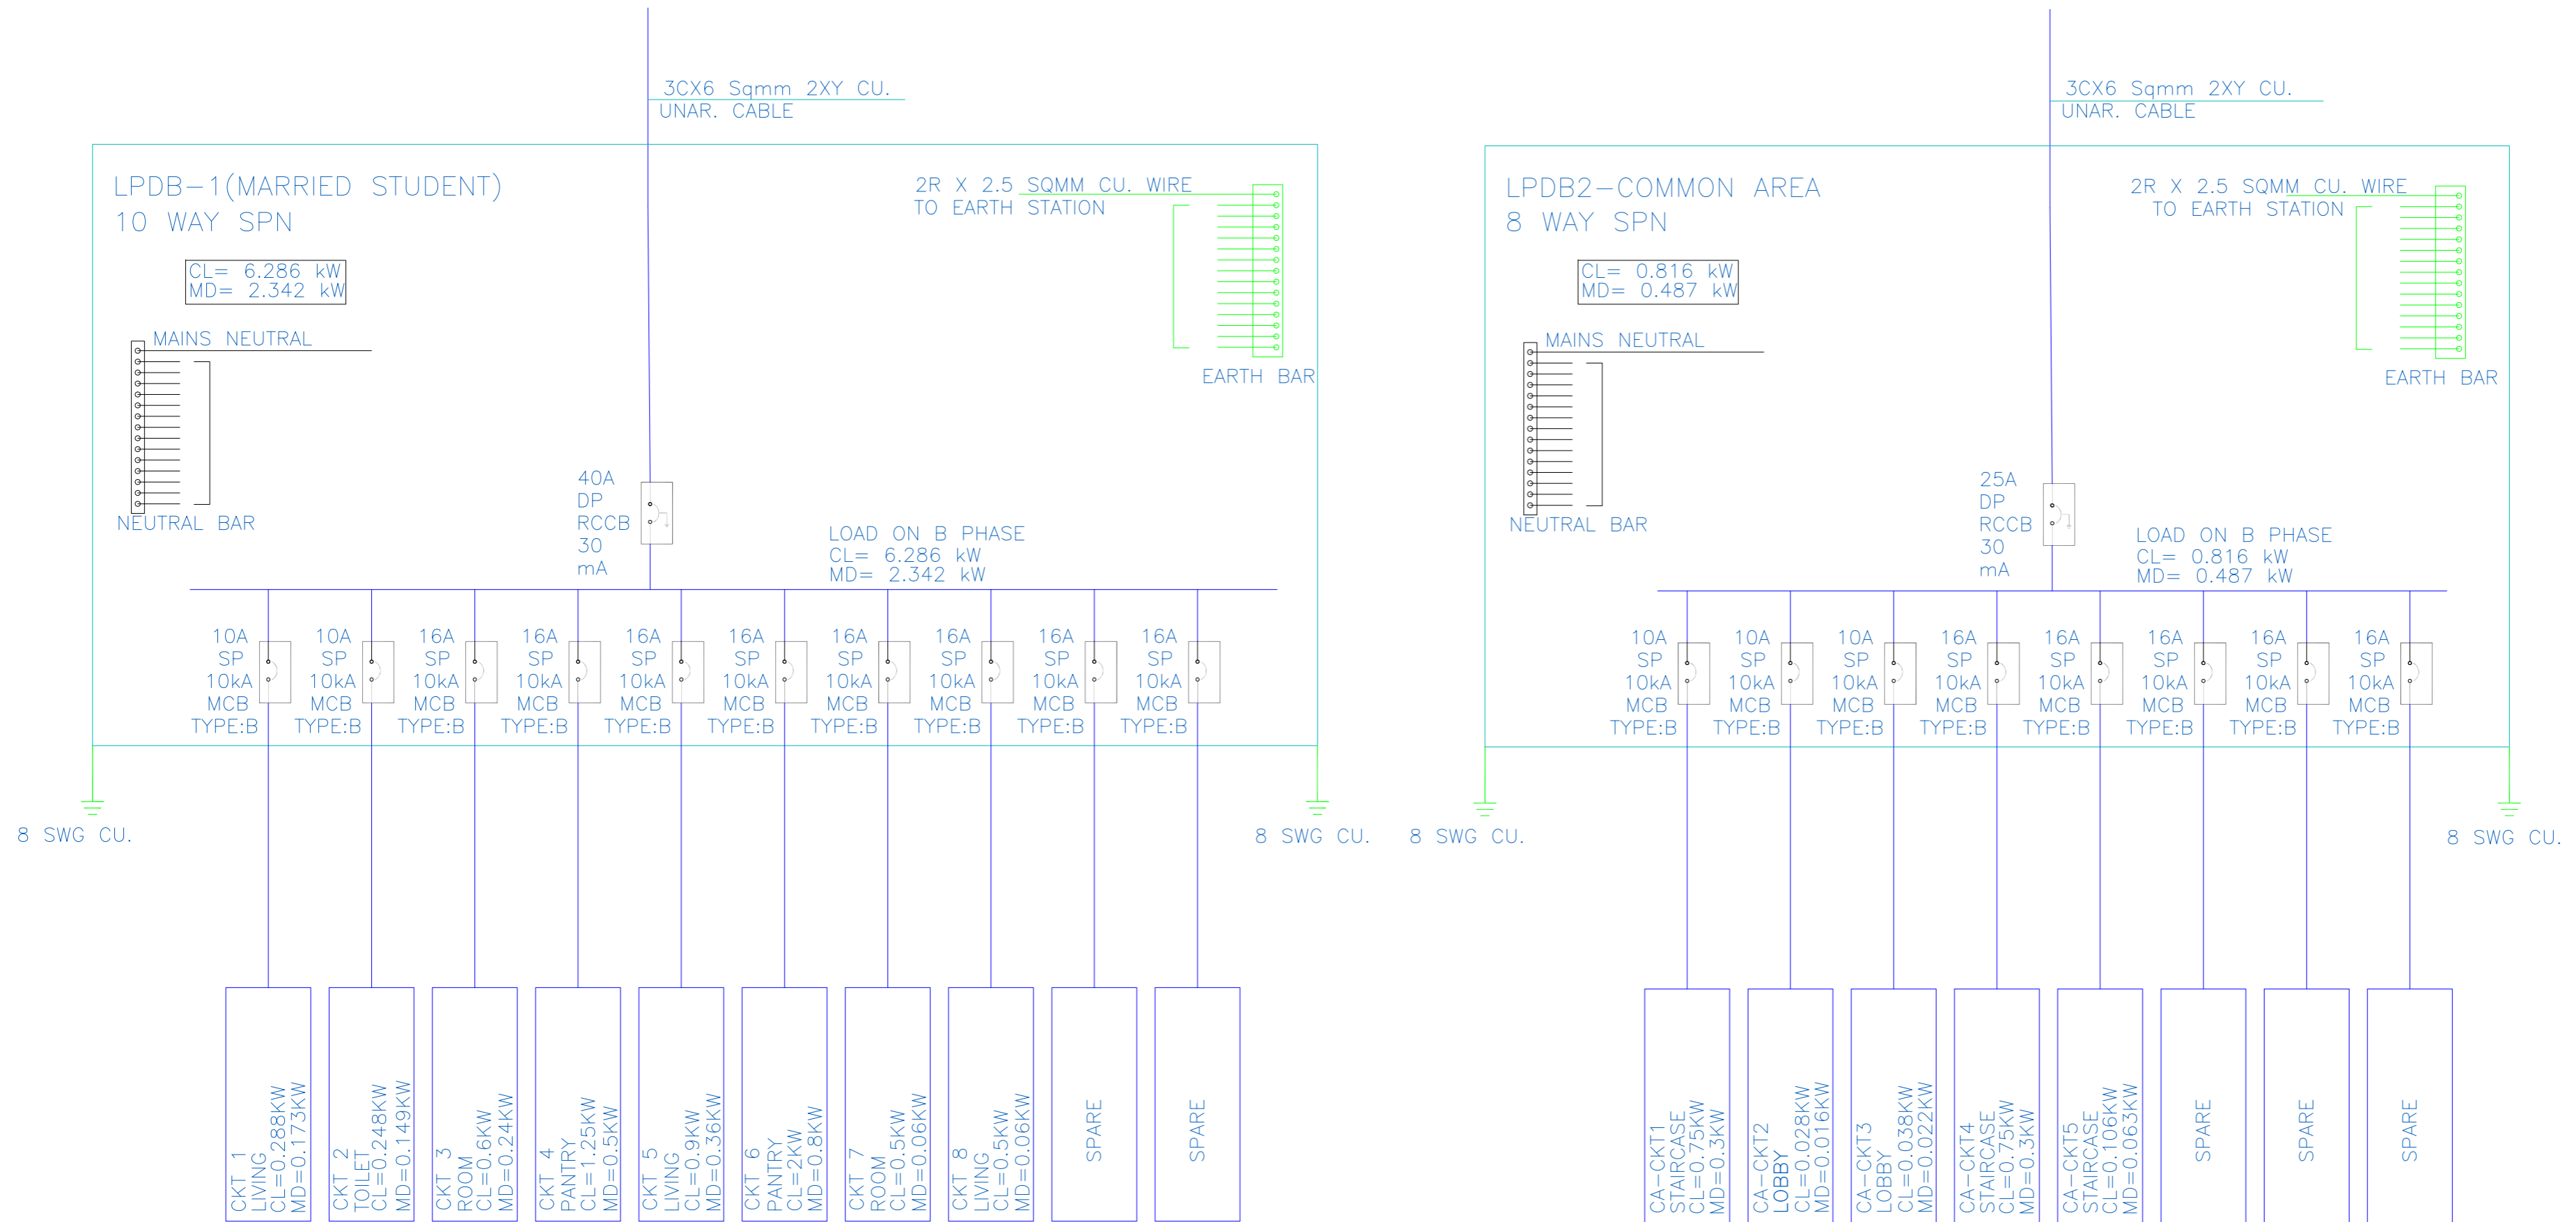 3CX6 Sqmm 2XY CU.
UNAR. CABLE
LPDB-1(MARRIED STUDENT)
10 WAY SPN
CL= 6.286 kW
MD= 2.342 kW
2R X 2.5 SQMM CU. WIRE
TO EARTH STATION
EARTH BAR
MAINS NEUTRAL
NEUTRAL BAR
40A
DP
RCCB
30
mA
LOAD ON B PHASE
CL= 6.286 kW
MD= 2.342 kW
10A
SP
10kA
MCB
TYPE:B
10A
SP
10kA
MCB
TYPE:B
16A
SP
10kA
MCB
TYPE:B
16A
SP
10kA
MCB
TYPE:B
16A
SP
10kA
MCB
TYPE:B
16A
SP
10kA
MCB
TYPE:B
16A
SP
10kA
MCB
TYPE:B
16A
SP
10kA
MCB
TYPE:B
16A
SP
10kA
MCB
TYPE:B
16A
SP
10kA
MCB
TYPE:B
8 SWG CU.
8 SWG CU.
CKT 1
LIVING
CL=0.288KW
MD=0.173KW
CKT 2
TOILET
CL=0.248KW
MD=0.149KW
CKT 3
ROOM
CL=0.6KW
MD=0.24KW
CKT 4
PANTRY
CL=1.25KW
MD=0.5KW
CKT 5
LIVING
CL=0.9KW
MD=0.36KW
CKT 6
PANTRY
CL=2KW
MD=0.8KW
CKT 7
ROOM
CL=0.5KW
MD=0.06KW
CKT 8
LIVING
CL=0.5KW
MD=0.06KW
SPARE
SPARE
3CX6 Sqmm 2XY CU.
UNAR. CABLE
LPDB2-COMMON AREA
8 WAY SPN
CL= 0.816 kW
MD= 0.487 kW
2R X 2.5 SQMM CU. WIRE
TO EARTH STATION
EARTH BAR
MAINS NEUTRAL
NEUTRAL BAR
25A
DP
RCCB
30
mA
LOAD ON B PHASE
CL= 0.816 kW
MD= 0.487 kW
10A
SP
10kA
MCB
TYPE:B
10A
SP
10kA
MCB
TYPE:B
10A
SP
10kA
MCB
TYPE:B
16A
SP
10kA
MCB
TYPE:B
16A
SP
10kA
MCB
TYPE:B
16A
SP
10kA
MCB
TYPE:B
16A
SP
10kA
MCB
TYPE:B
16A
SP
10kA
MCB
TYPE:B
8 SWG CU.
8 SWG CU.
CA-CKT1
STAIRCASE
CL=0.75KW
MD=0.3KW
CA-CKT2
LOBBY
CL=0.028KW
MD=0.016KW
CA-CKT3
LOBBY
CL=0.038KW
MD=0.022KW
CA-CKT4
STAIRCASE
CL=0.75KW
MD=0.3KW
CA-CKT5
STAIRCASE
CL=0.106KW
MD=0.063KW
SPARE
SPARE
SPARE